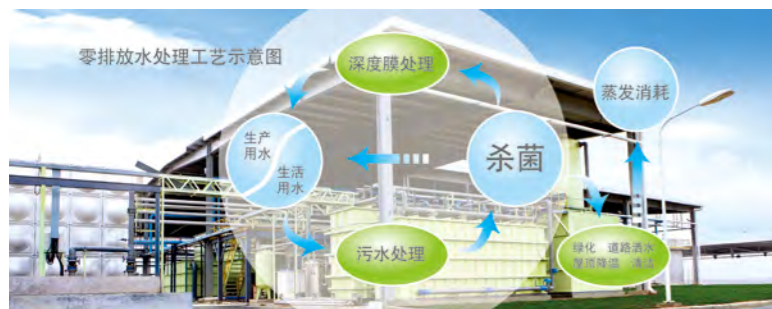 零排放水处理工艺示意图
深度膜处理
蒸发消耗
生产
用水
生活
用水
杀菌
污水处理
绿化 道路洒水
屋顶降温 清洁